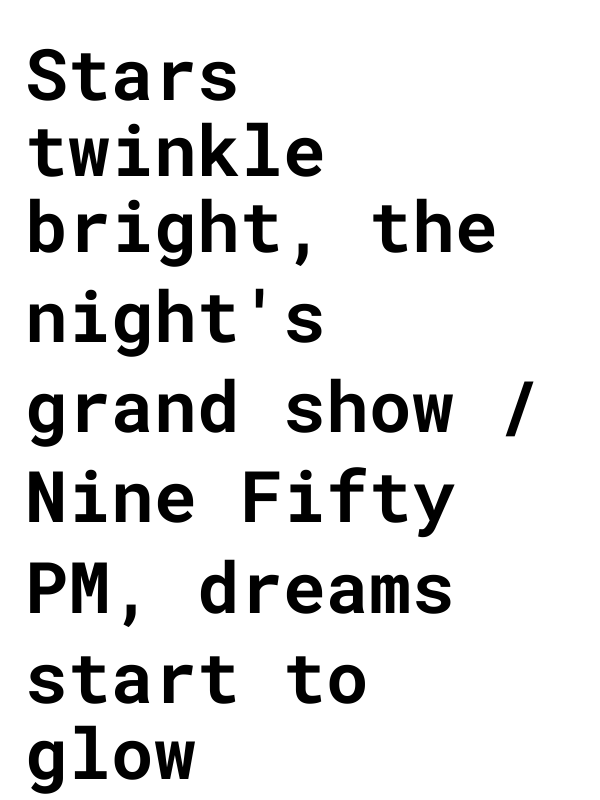 Stars
twinkle
bright, the
night's
grand show /
Nine Fifty
PM, dreams
start to
glow